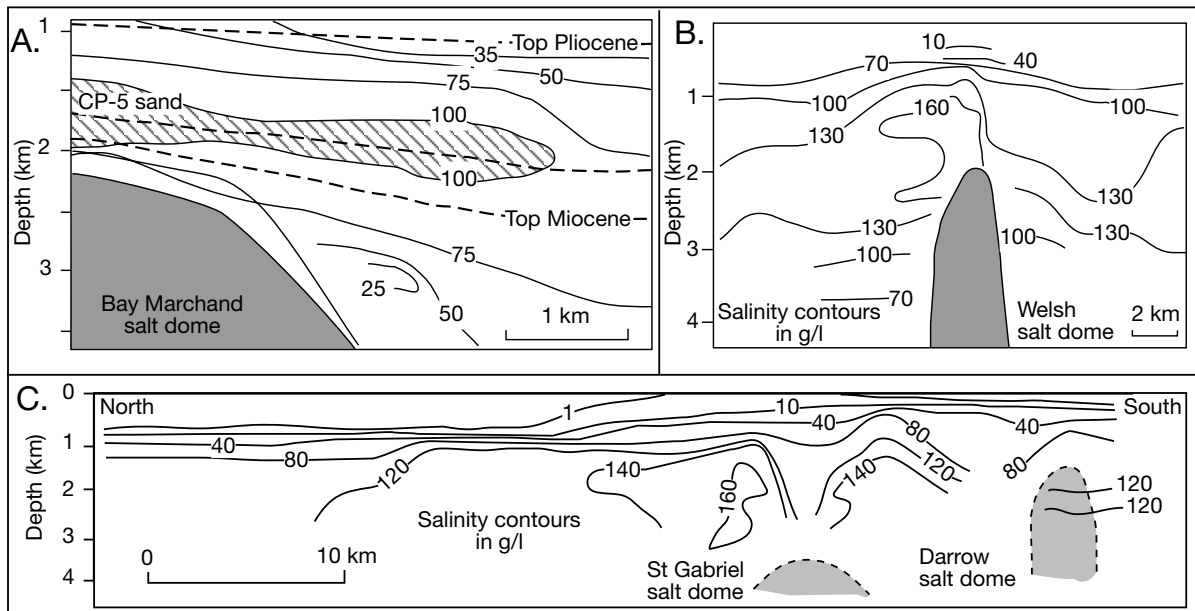 A.
1
2
3
Depth (km)
Top Pliocene
35
50
75
CP-5 sand
100
100
Top Miocene
75
25
50
Bay Marchand
salt dome
1 km
B.
1
2
3
4
Depth (km)
10
70
40
100
100
160
130
130
130
130
100
100
70
Salinity contours
in g/l
Welsh
salt dome
2 km
C.
0
1
2
3
4
Depth (km)
North
South
1
10
40
40
40
80
80
80
120
120
140
140
160
120
120
Salinity contours
in g/l
0
10 km
St Gabriel
salt dome
Darrow
salt dome